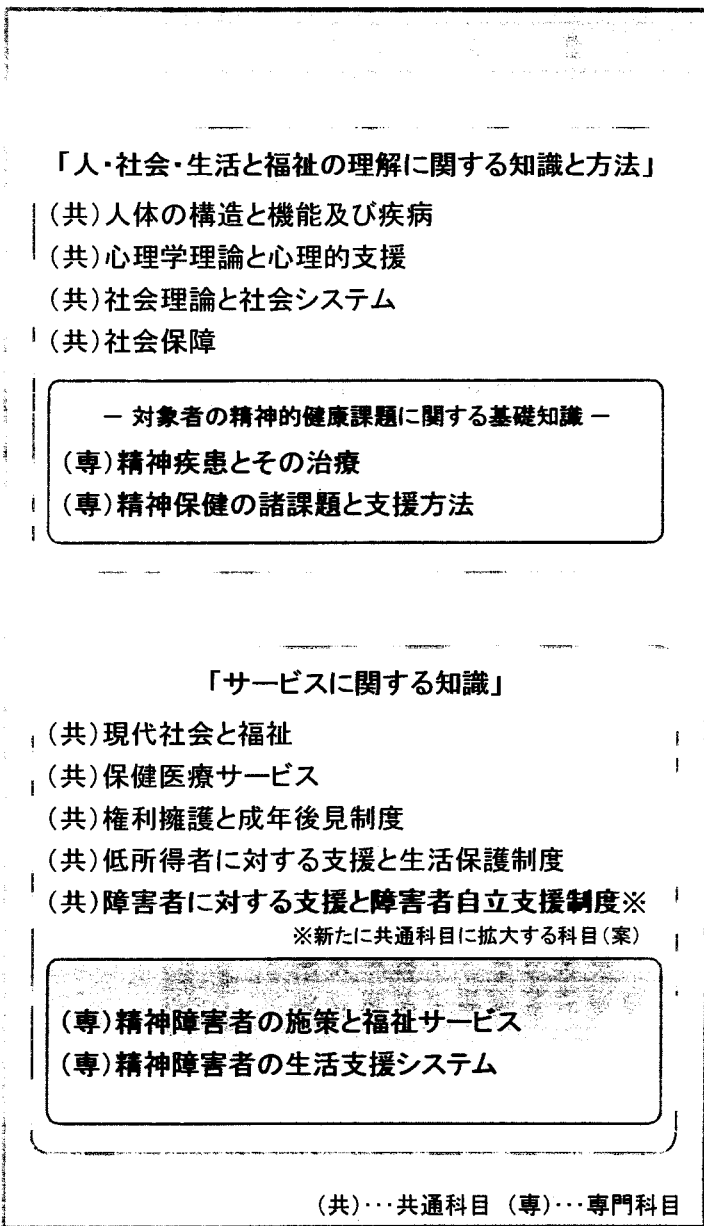 「人・社会・生活と福祉の理解に関する知識と方法」
(共)人体の構造と機能及び疾病
(共)心理学理論と心理的支援
(共)社会理論と社会システム
(共)社会保障
－ 対象者の精神的健康課題に関する基礎知識 －
(専)精神疾患とその治療
(専)精神保健の諸課題と支援方法
「サービスに関する知識」
(共)現代社会と福祉
(共)保健医療サービス
(共)権利擁護と成年後見制度
(共)低所得者に対する支援と生活保護制度
(共)障害者に対する支援と障害者自立支援制度※
※新たに共通科目に拡大する科目(案)
(専)精神障害者の施策と福祉サービス
(専)精神障害者の生活支援システム
(共)･･･共通科目 (専)･･･専門科目